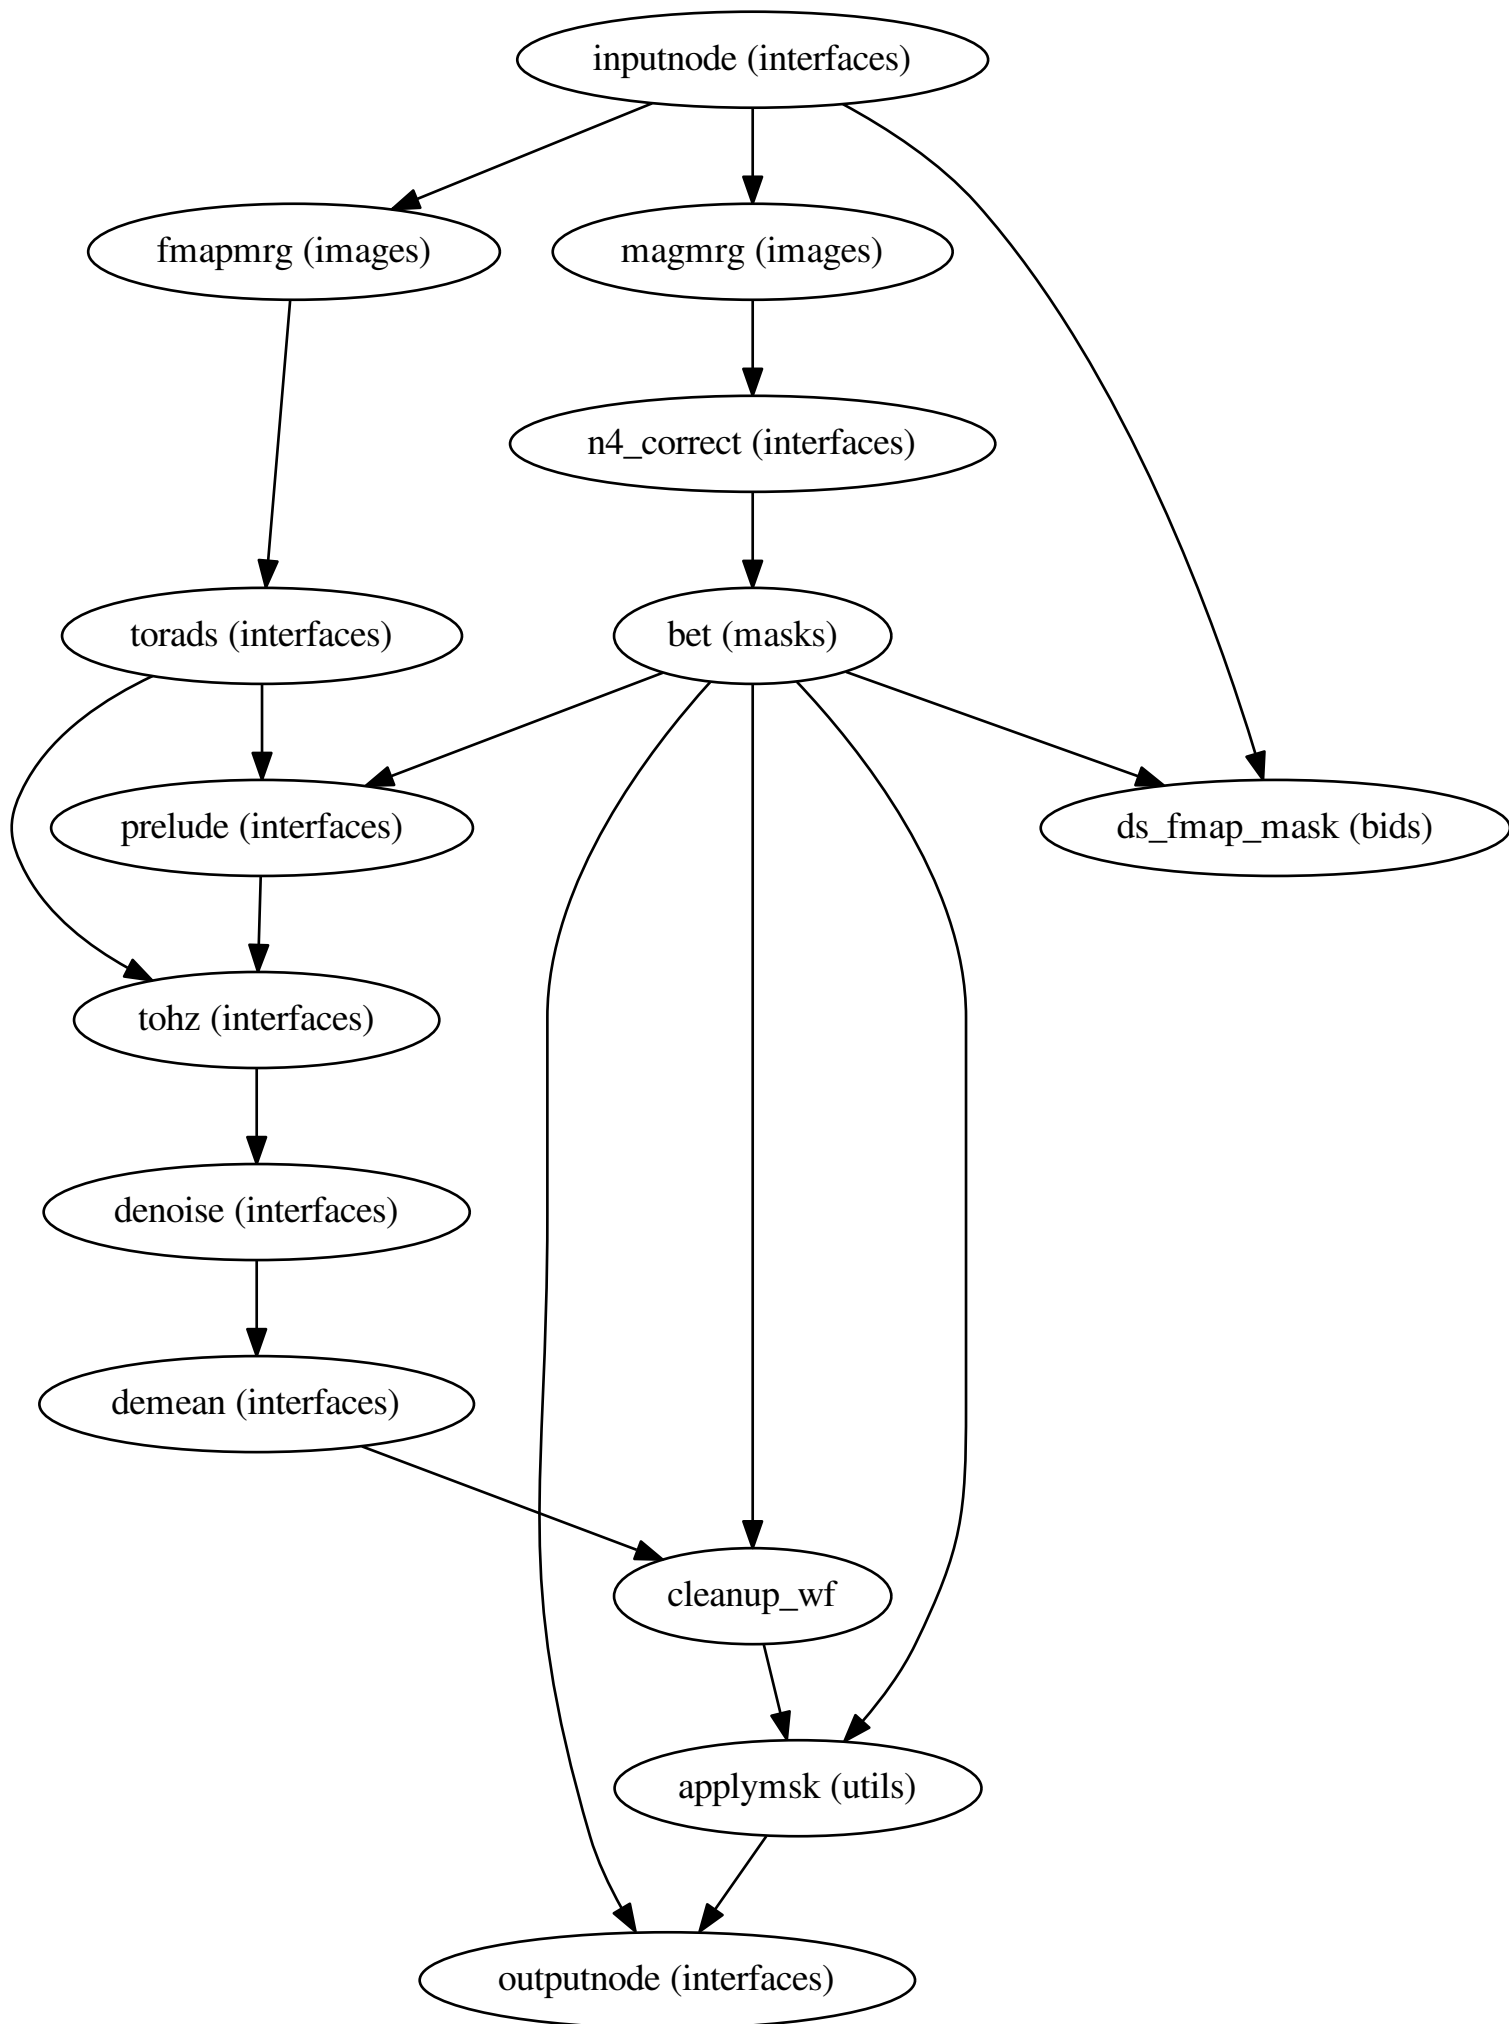 inputnode (interfaces)
fmapmrg (images)
magmrg (images)
n4_correct (interfaces)
torads (interfaces)
bet (masks)
prelude (interfaces)
ds_fmap_mask (bids)
tohz (interfaces)
denoise (interfaces)
demean (interfaces)
cleanup_wf
applymsk (utils)
outputnode (interfaces)